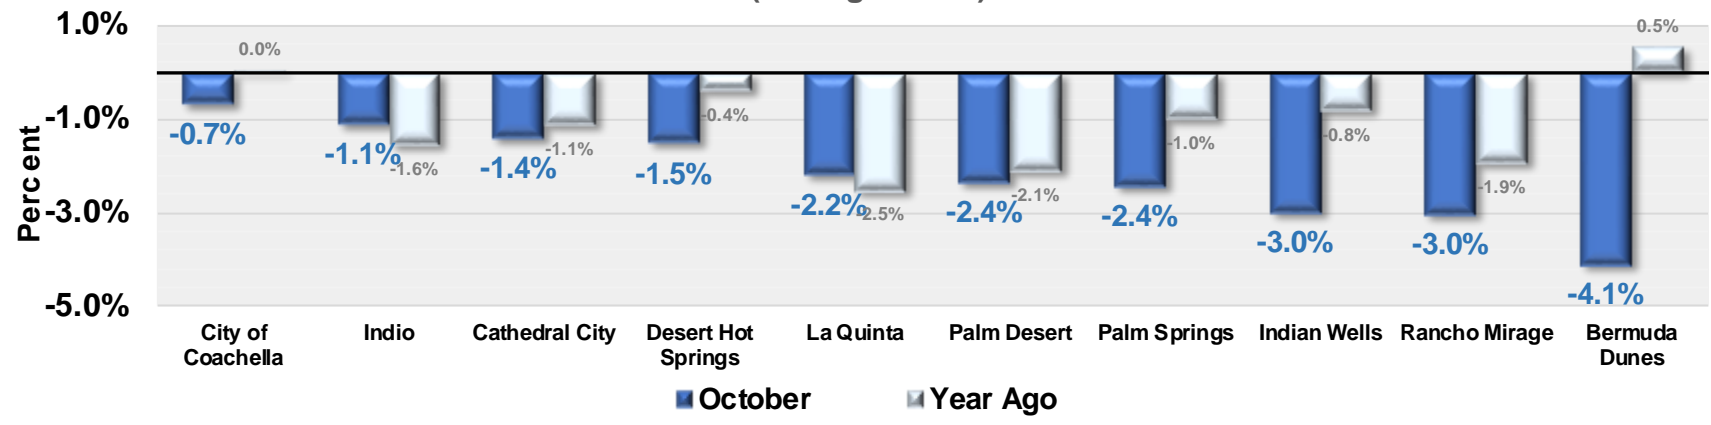 1.0%
-1.0%
-3.0%
-5.0%
Percent
0.0%
-0.7%
-1.1%
-1.6%
-1.4%
-1.1%
-1.5%
-0.4%
-2.2%
-2.5%
-2.4%
-2.1%
-2.4%
-1.0%
-3.0%
-0.8%
-3.0%
-1.9%
-4.1%
0.5%
City of
Coachella
Indio
Cathedral City
Desert Hot
Springs
La Quinta
Palm Desert
Palm Springs
Indian Wells
Rancho Mirage
Bermuda
Dunes
October
Year Ago